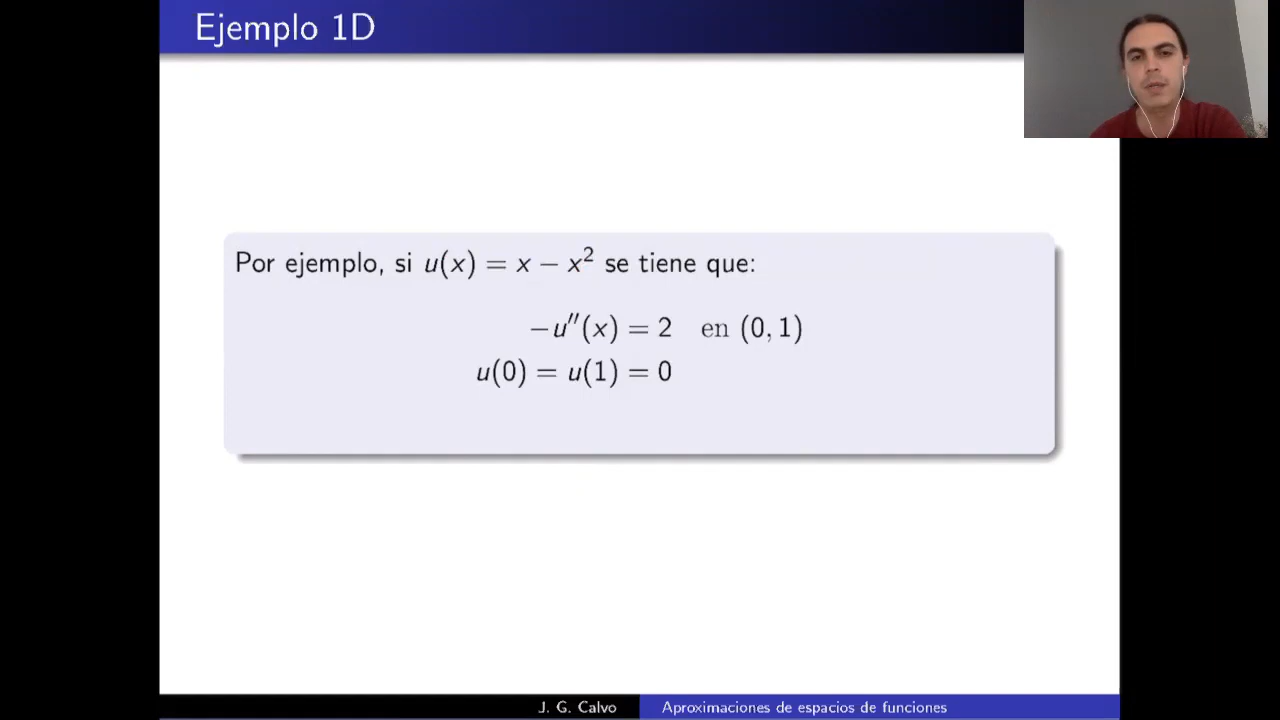 Ejemplo 1D
Por ejemplo, si u(x) = x − x² se tiene que:
−u″(x) = 2 en (0, 1)
u(0) = u(1) = 0
J. G. Calvo Aproximaciones de espacios de funciones